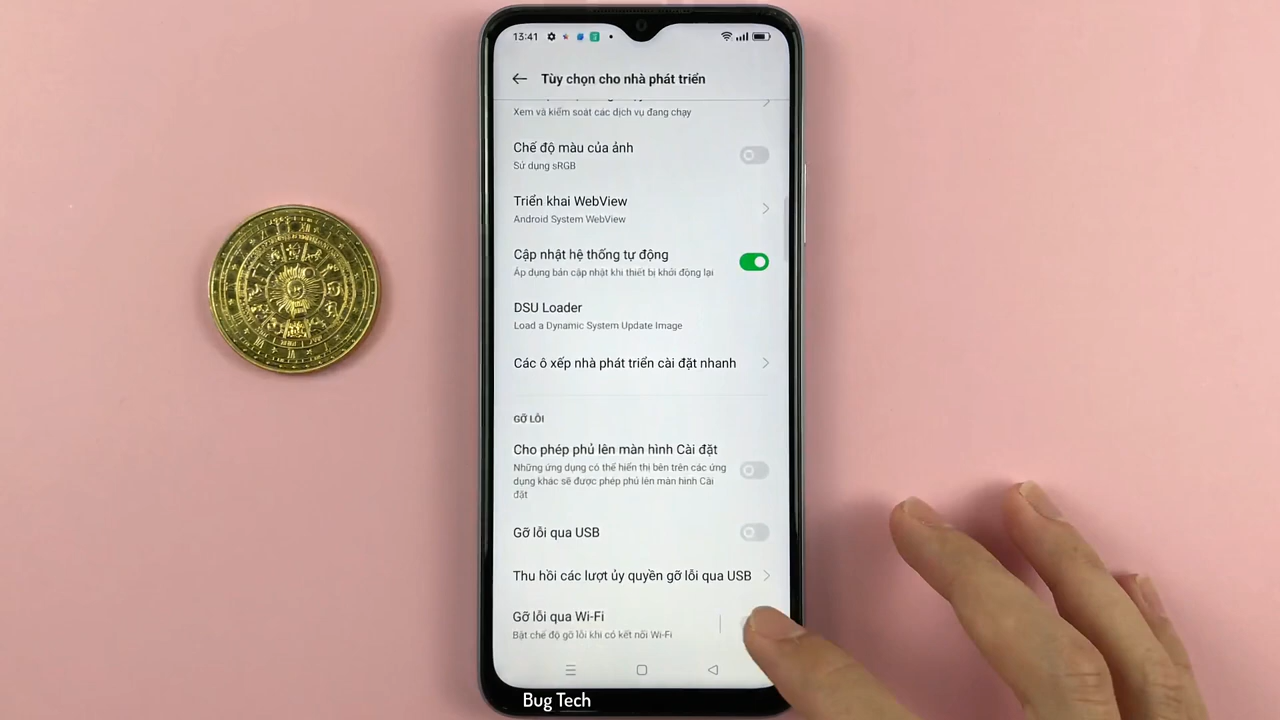 13:41
Tùy chọn cho nhà phát triển
Xem và kiểm soát các dịch vụ đang chạy
Chế độ màu của ảnh
Sử dụng sRGB
Triển khai WebView
Android System WebView
Cập nhật hệ thống tự động
Áp dụng bản cập nhật khi thiết bị khởi động lại
DSU Loader
Load a Dynamic System Update Image
Các ô xếp nhà phát triển cài đặt nhanh
GỠ LỖI
Cho phép phủ lên màn hình Cài đặt
Những ứng dụng có thể hiển thị bên trên các ứng
dụng khác sẽ được phép phủ lên màn hình Cài
đặt
Gỡ lỗi qua USB
Thu hồi các lượt ủy quyền gỡ lỗi qua USB
Gỡ lỗi qua Wi-Fi
Bật chế độ gỡ lỗi khi có kết nối Wi-Fi
Bug Tech